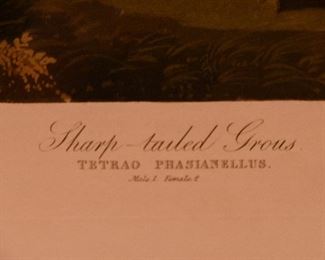 Sharp-tailed Grous.
TETRAO PHASIANELLUS.
Male 1. Female 2.